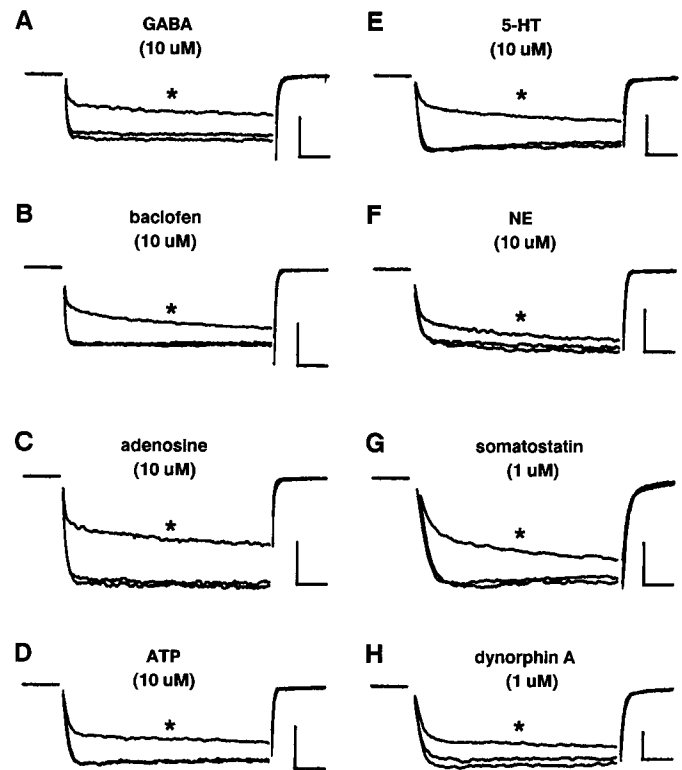 A
GABA
(10 uM)
*
B
baclofen
(10 uM)
*
C
adenosine
(10 uM)
*
D
ATP
(10 uM)
*
E
5-HT
(10 uM)
*
F
NE
(10 uM)
*
G
somatostatin
(1 uM)
*
H
dynorphin A
(1 uM)
*